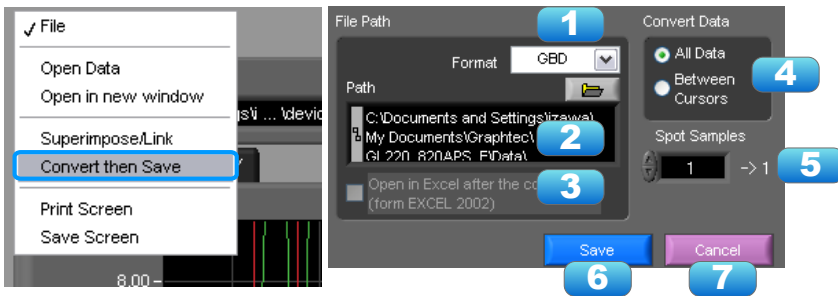 File
Open Data
Open in new window
Superimpose/Link
Convert then Save
Print Screen
Save Screen
gs\i ... \devic
8.00
File Path
1
Format GBD
Path
C:\Documents and Settings\izawa\
My Documents\Graphtec\
GL220_820APS_E\Data\
2
Open in Excel after the co
(form EXCEL 2002)
3
Convert Data
All Data
Between
Cursors
4
Spot Samples
1 -> 1
5
Save
Cancel
6
7